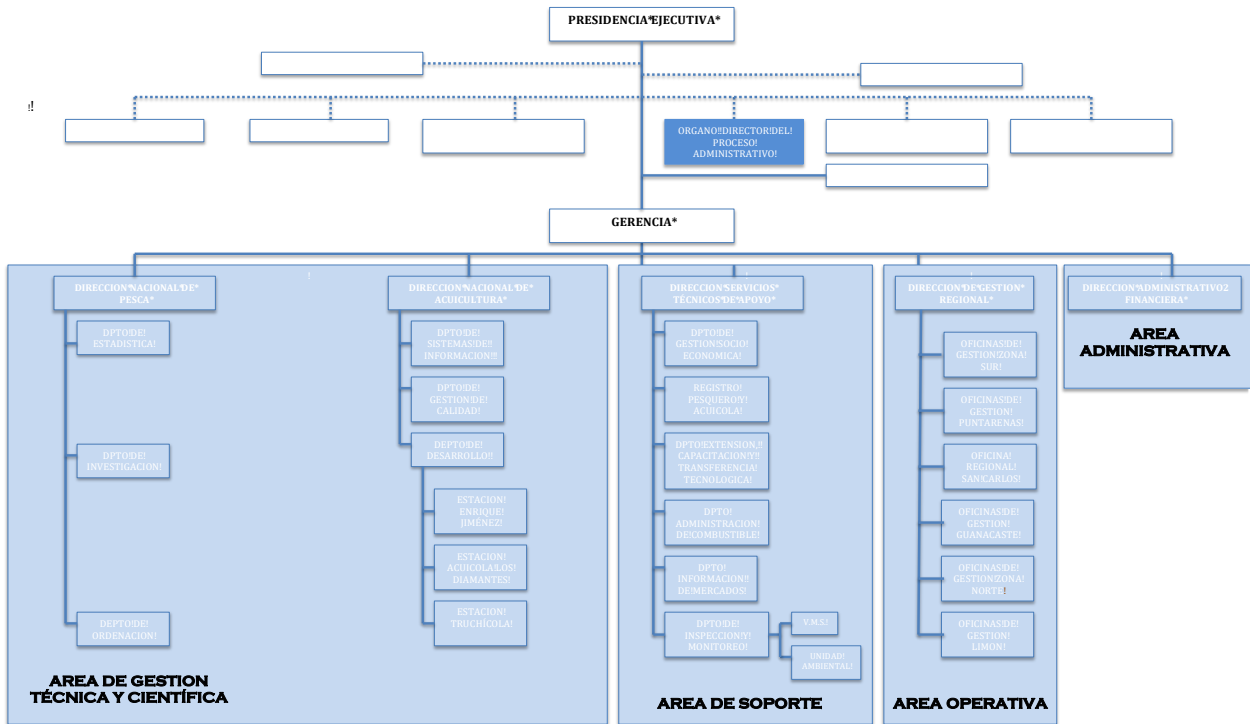 PRESIDENCIA*EJECUTIVA*
!!
ORGANO!!DIRECTOR!DEL!
PROCESO!
ADMINISTRATIVO!
GERENCIA*
!
DIRECCION*NACIONAL*DE*
PESCA*
DPTO!DE!
ESTADISTICA!
DPTO!DE!
INVESTIGACION!
DEPTO!DE!
ORDENACION!
DIRECCION*NACIONAL*DE*
ACUICULTURA*
DPTO!DE!
SISTEMAS!DE!!
INFORMACION!!!
DPTO!DE!
GESTION!DE!
CALIDAD!
DEPTO!DE!
DESARROLLO!!
ESTACION!
ENRIQUE!
JIMÉNEZ!
ESTACION!
ACUICOLA!LOS!
DIAMANTES!
ESTACION!
TRUCHÍCOLA!
AREA DE GESTION
TÉCNICA Y CIENTÍFICA
!
DIRECCION*SERVICIOS*
TÉCNICOS*DE*APOYO*
DPTO!DE!
GESTION!SOCIO!
ECONOMICA!
REGISTRO!
PESQUERO!Y!
ACUICOLA!
DPTO!EXTENSION,!!
CAPACITACION!Y!!
TRANSFERENCIA!
TECNOLOGICA!
DPTO!
ADMINISTRACION!
DE!COMBUSTIBLE!
DPTO!
INFORMACION!!
DE!MERCADOS!
DPTO!DE!
INSPECCION!Y!
MONITOREO!
V.M.S.!
UNIDAD!
AMBIENTAL!
AREA DE SOPORTE
!
DIRECCION*DE*GESTION*
REGIONAL*
OFICINAS!DE!
GESTION!ZONA!
SUR!
OFICINAS!DE!
GESTION!
PUNTARENAS!
OFICINA!
REGIONAL!
SAN!CARLOS!
OFICINAS!DE!
GESTION!
GUANACASTE!
OFICINAS!DE!
GESTION!ZONA!
NORTE!
OFICINAS!DE!
GESTION!
LIMON!
AREA OPERATIVA
!
DIRECCION*ADMINISTRATIVO2
FINANCIERA*
AREA
ADMINISTRATIVA